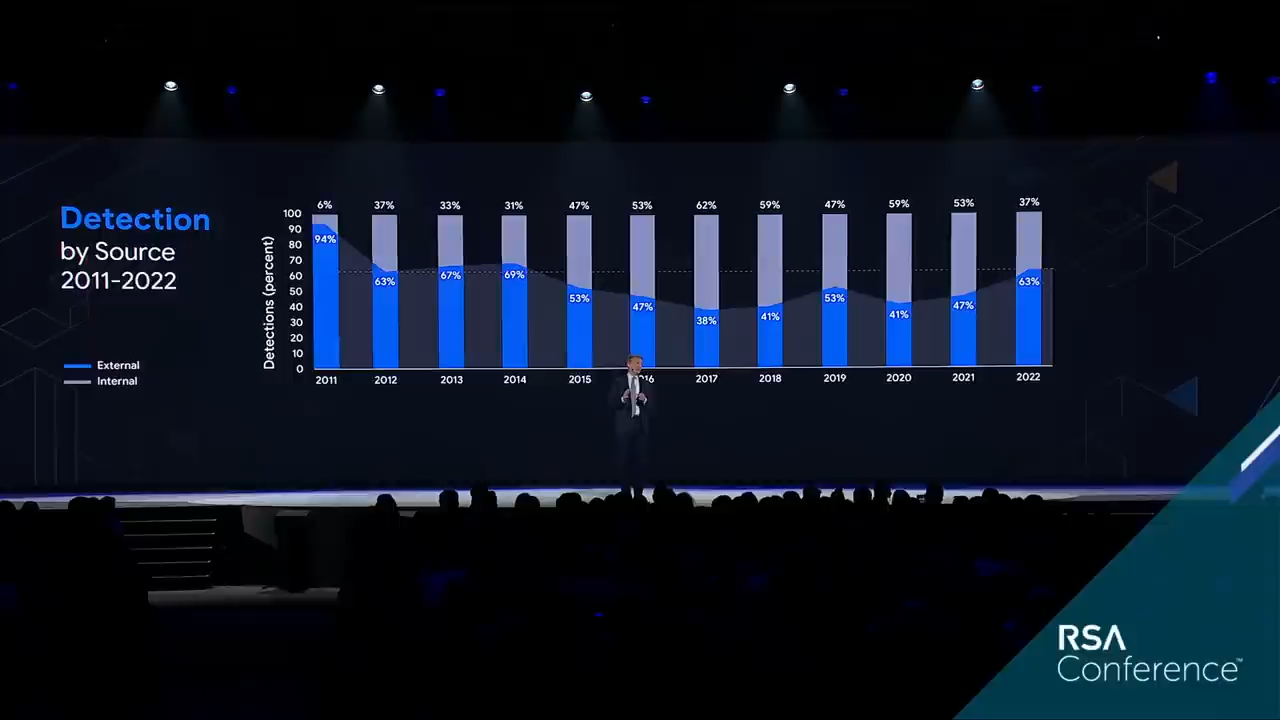 Detection
by Source
2011-2022
External
Internal
Detections (percent)
100
90
80
70
60
50
40
30
20
10
0
6% 37% 33% 31% 47% 53% 62% 59% 47% 59% 53% 37%
94% 63% 67% 69% 53% 47% 38% 41% 53% 41% 47% 63%
2011 2012 2013 2014 2015 16 2017 2018 2019 2020 2021 2022
RSA
Conference™